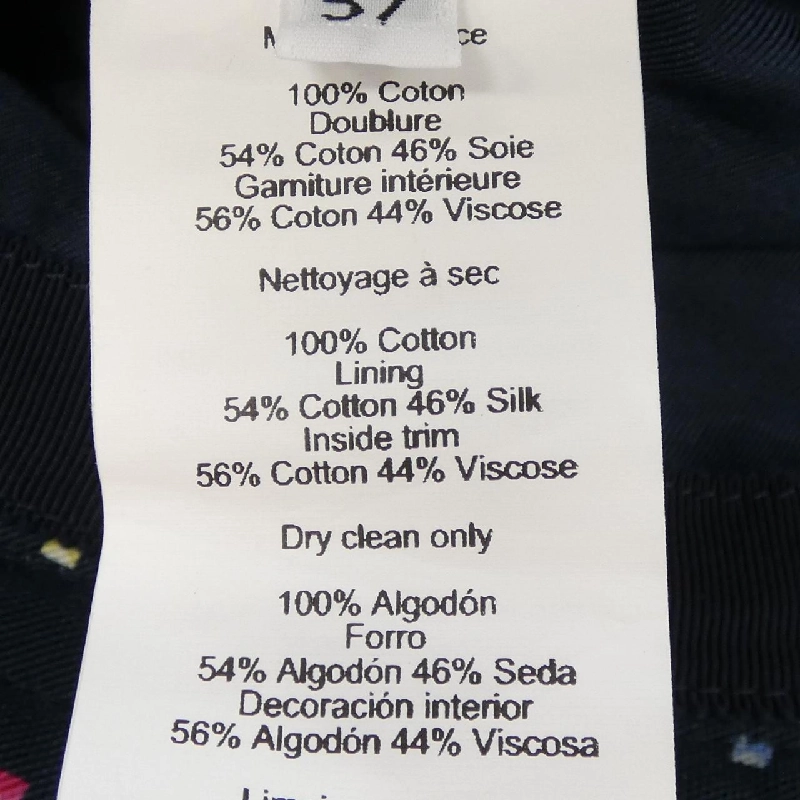 57
100% Coton
Doublure
54% Coton 46% Soie
Garniture intérieure
56% Coton 44% Viscose
Nettoyage à sec
100% Cotton
Lining
54% Cotton 46% Silk
Inside trim
56% Cotton 44% Viscose
Dry clean only
100% Algodón
Forro
54% Algodón 46% Seda
Decoración interior
56% Algodón 44% Viscosa